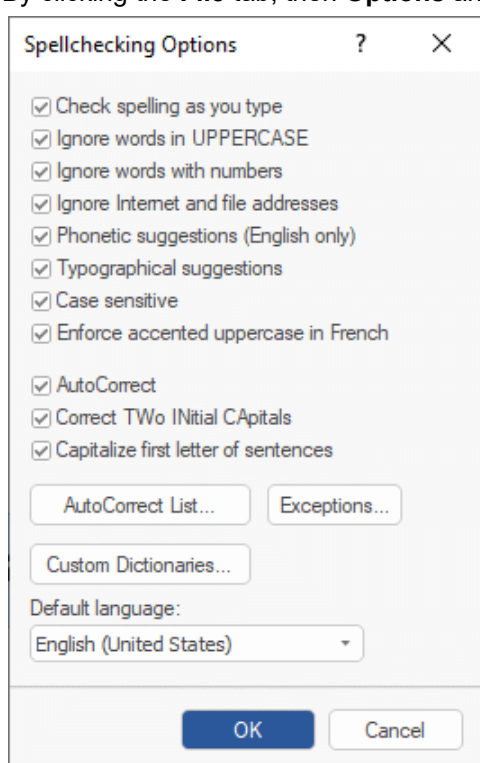 By clicking the File tab, then Options an
Spellchecking Options ? ×
Check spelling as you type
Ignore words in UPPERCASE
Ignore words with numbers
Ignore Internet and file addresses
Phonetic suggestions (English only)
Typographical suggestions
Case sensitive
Enforce accented uppercase in French
AutoCorrect
Correct TWo INitial CApitals
Capitalize first letter of sentences
AutoCorrect List... Exceptions...
Custom Dictionaries...
Default language:
English (United States)
OK Cancel